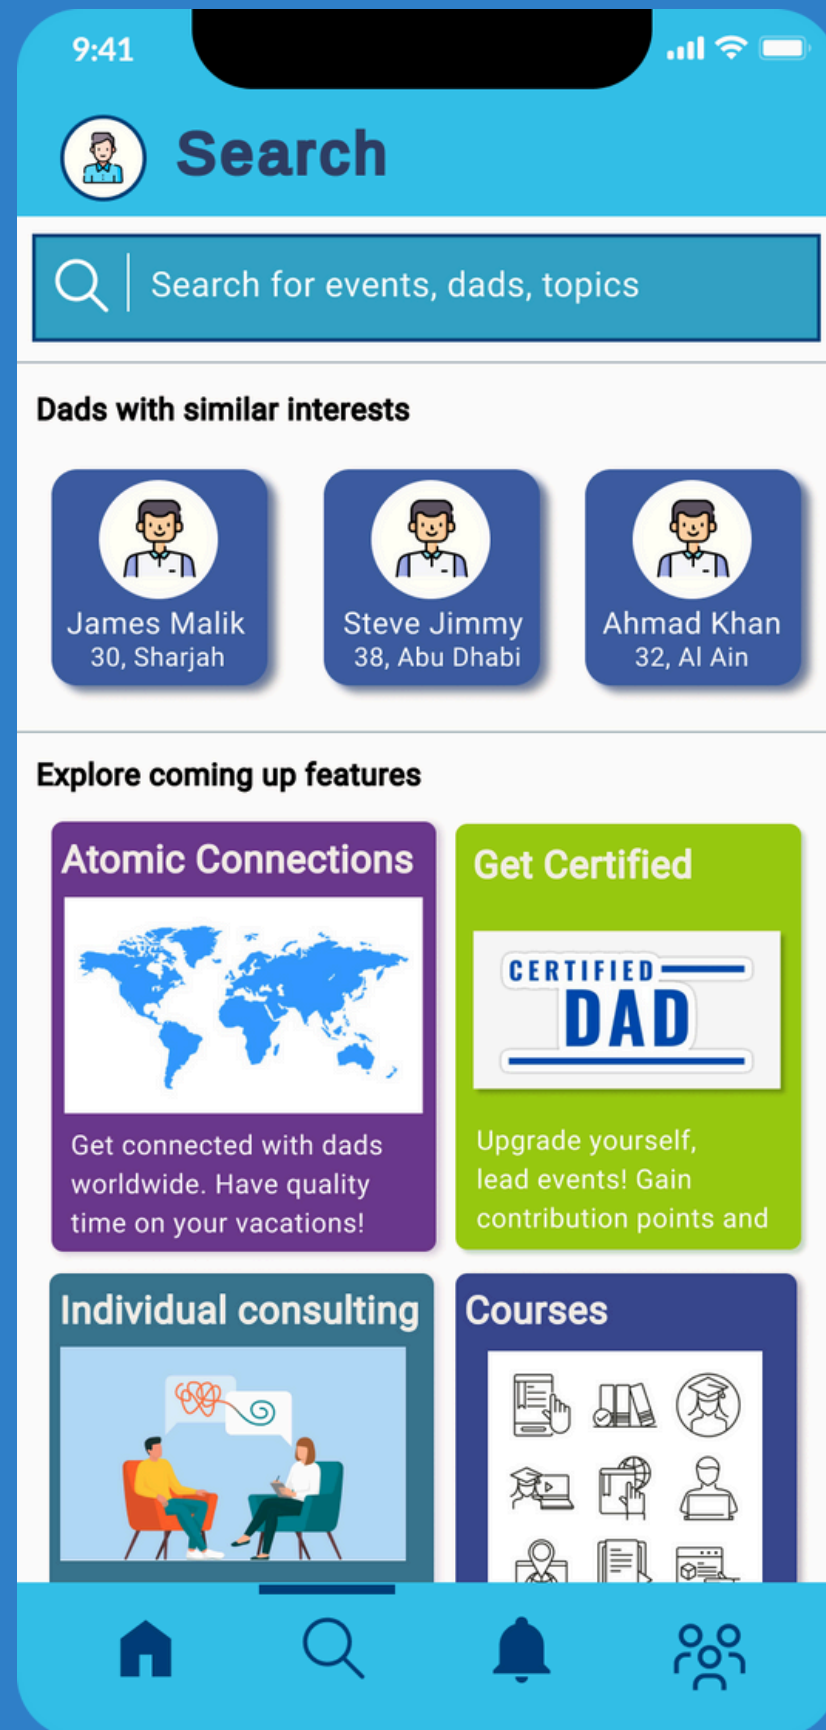 9:41
Search
Search for events, dads, topics
Dads with similar interests
James Malik
30, Sharjah
Steve Jimmy
38, Abu Dhabi
Ahmad Khan
32, Al Ain
Explore coming up features
Atomic Connections
Get connected with dads
worldwide. Have quality
time on your vacations!
Get Certified
CERTIFIED
DAD
Upgrade yourself,
lead events! Gain
contribution points and
Individual consulting
Courses